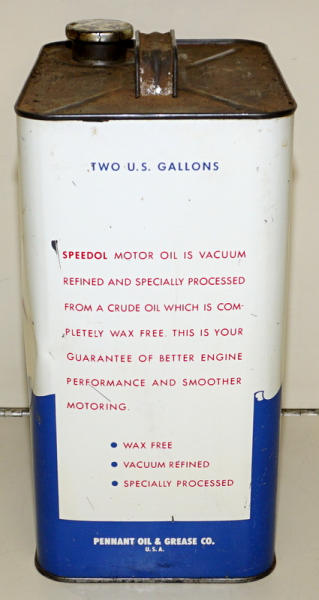 TWO U.S. GALLONS
SPEEDOL MOTOR OIL IS VACUUM
REFINED AND SPECIALLY PROCESSED
FROM A CRUDE OIL WHICH IS COM-
PLETELY WAX FREE. THIS IS YOUR
GUARANTEE OF BETTER ENGINE
PERFORMANCE AND SMOOTHER
MOTORING.
• WAX FREE
• VACUUM REFINED
• SPECIALLY PROCESSED
PENNANT OIL & GREASE CO.
U.S.A.